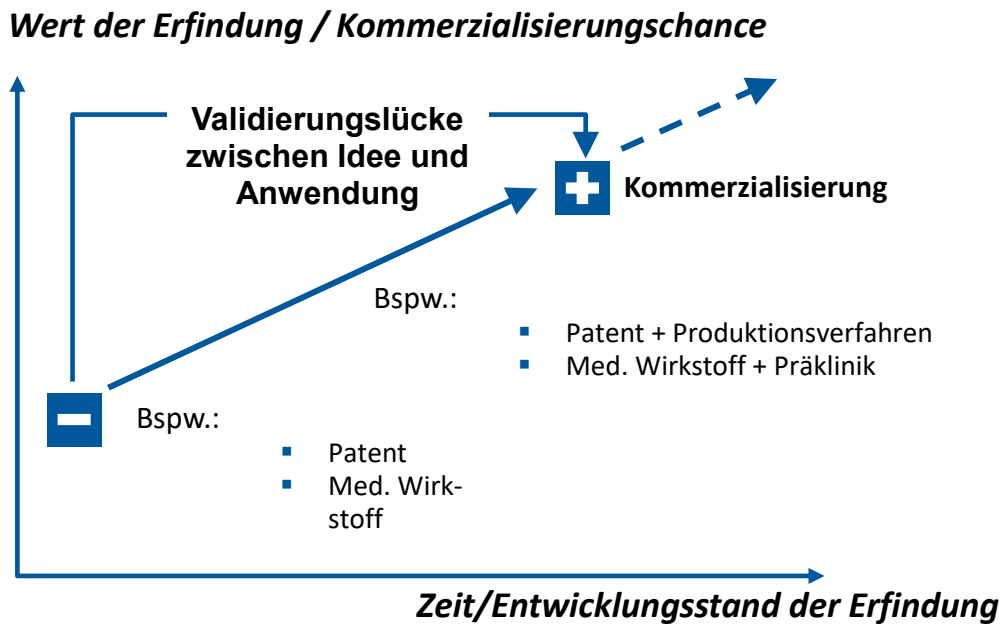 Wert der Erfindung / Kommerzialisierungschance
Validierungslücke
zwischen Idee und
Anwendung
Kommerzialisierung
Bspw.:
▪ Patent + Produktionsverfahren
▪ Med. Wirkstoff + Präklinik
Bspw.:
▪ Patent
▪ Med. Wirk-
stoff
Zeit/Entwicklungsstand der Erfindung